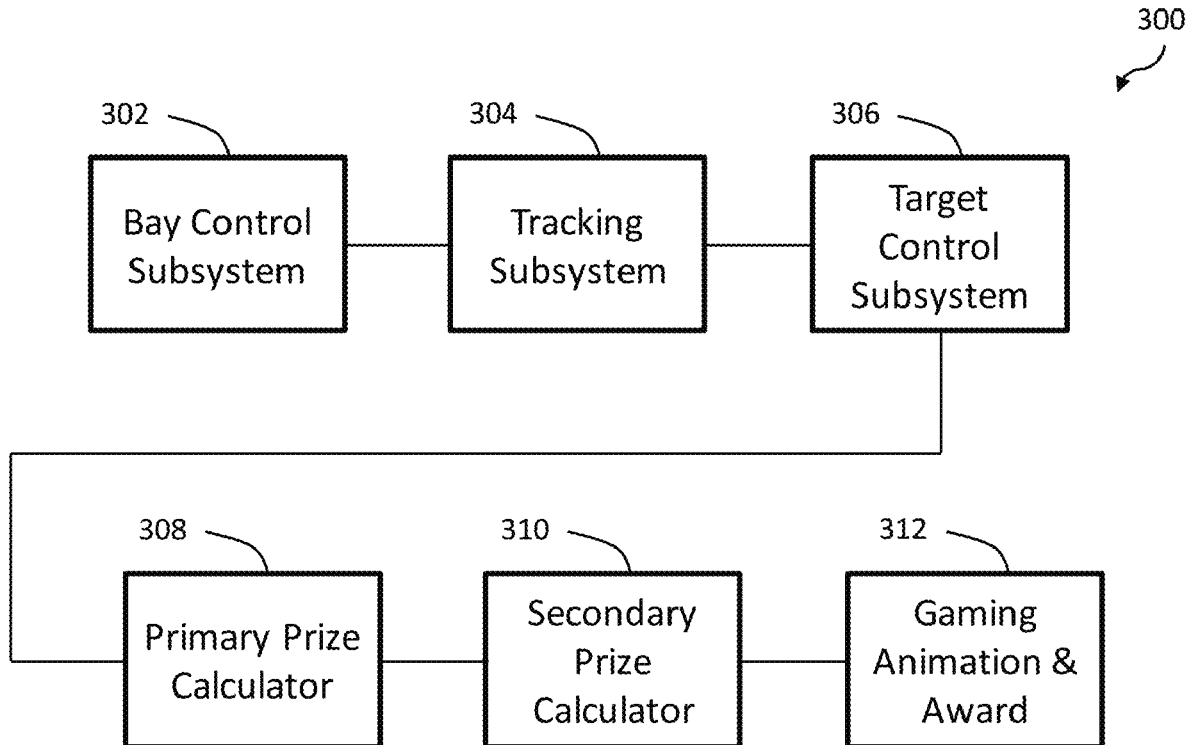 300
302
304
306
Bay Control
Subsystem
Tracking
Subsystem
Target
Control
Subsystem
308
310
312
Primary Prize
Calculator
Secondary
Prize
Calculator
Gaming
Animation &
Award